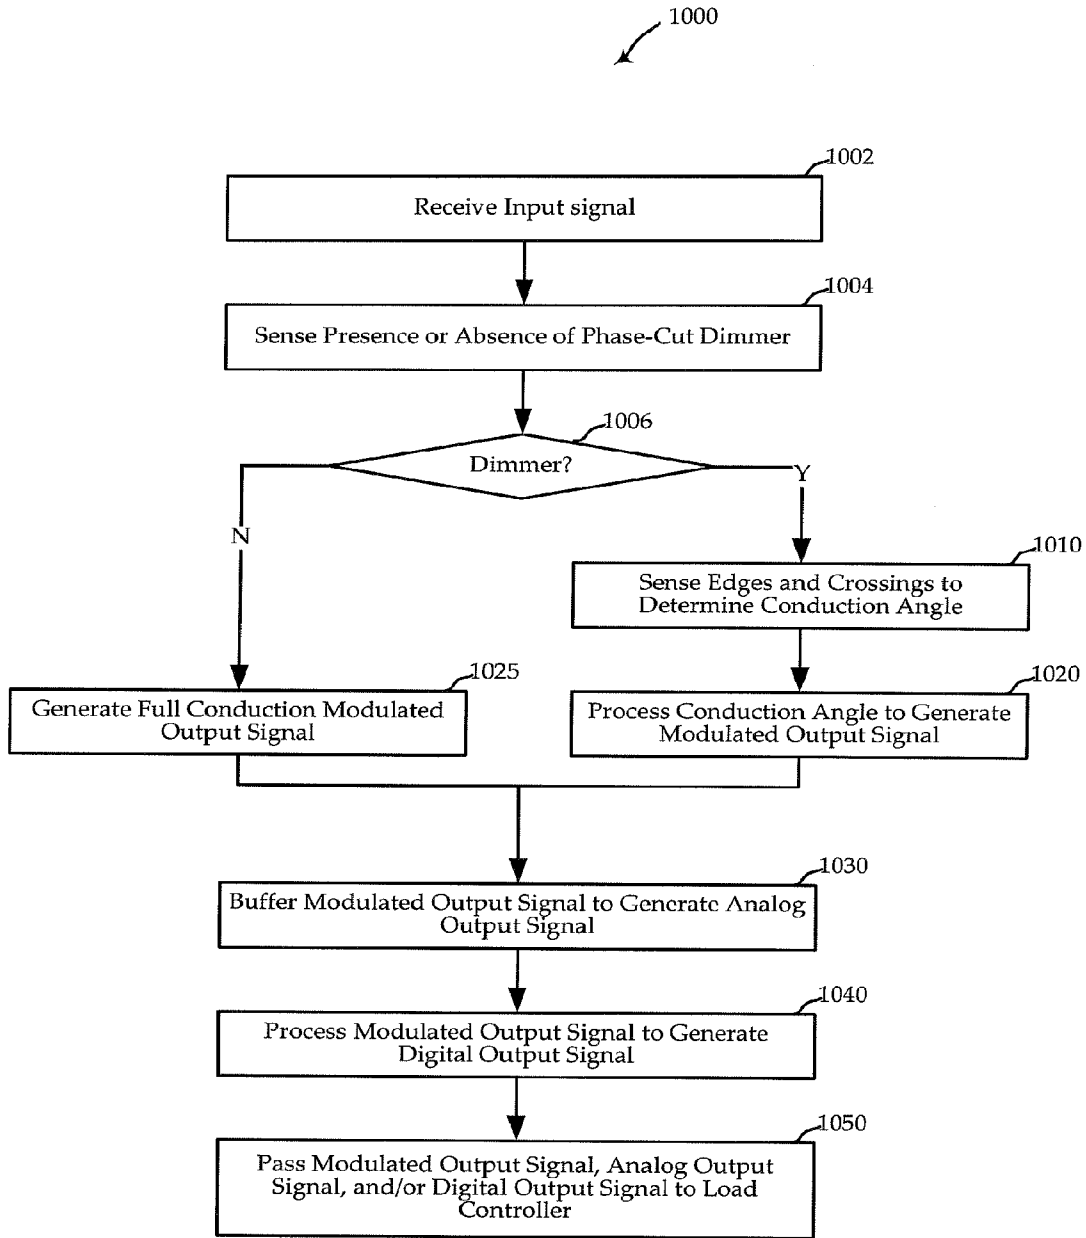 1000
1002
Receive Input signal
1004
Sense Presence or Absence of Phase-Cut Dimmer
1006
Dimmer?
Y
N
1010
Sense Edges and Crossings to
Determine Conduction Angle
1025
Generate Full Conduction Modulated
Output Signal
1020
Process Conduction Angle to Generate
Modulated Output Signal
1030
Buffer Modulated Output Signal to Generate Analog
Output Signal
1040
Process Modulated Output Signal to Generate
Digital Output Signal
1050
Pass Modulated Output Signal, Analog Output
Signal, and/or Digital Output Signal to Load
Controller